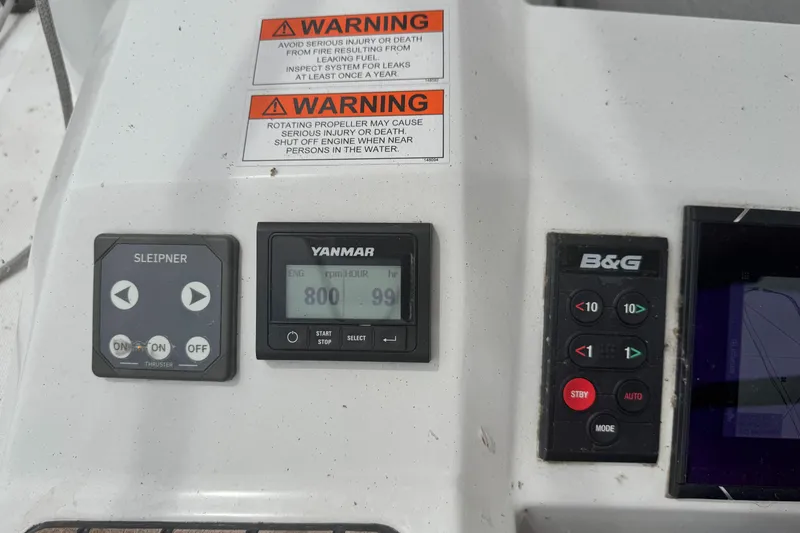 WARNING
AVOID SERIOUS INJURY OR DEATH
FROM FIRE RESULTING FROM
LEAKING FUEL.
INSPECT SYSTEM FOR LEAKS
AT LEAST ONCE A YEAR.
WARNING
ROTATING PROPELLER MAY CAUSE
SERIOUS INJURY OR DEATH.
SHUT OFF ENGINE WHEN NEAR
PERSONS IN THE WATER.
SLEIPNER
ON ON OFF
THRUSTER
YANMAR
ENG rpm HOUR hr
800 99
START
STOP
SELECT
B&G
<10 10>
<1 1>
STBY AUTO
MODE